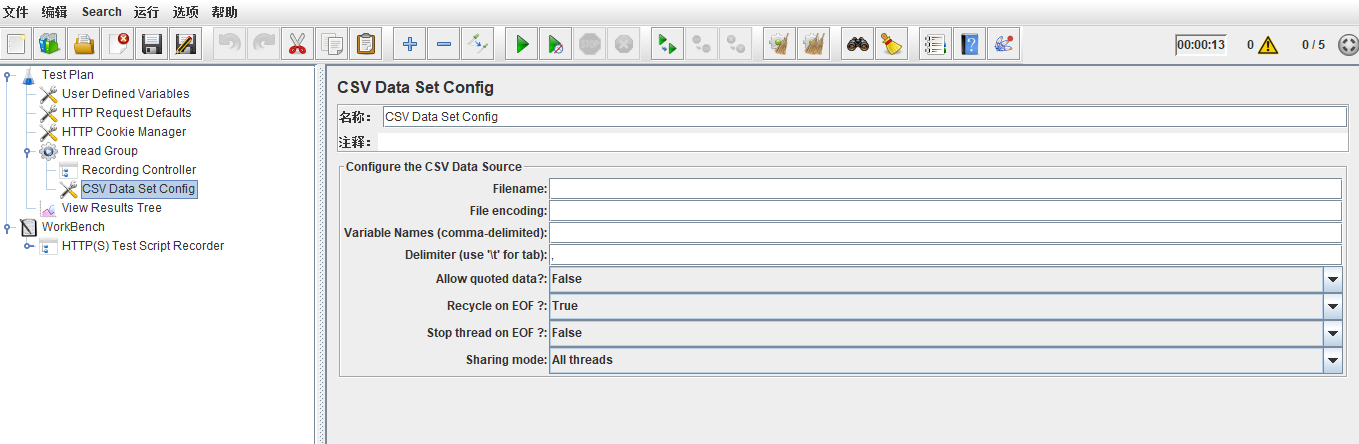 文件 编辑 Search 运行 选项 帮助
STOP 00:00:13 0 0 / 5
Test Plan
User Defined Variables
HTTP Request Defaults
HTTP Cookie Manager
Thread Group
Recording Controller
CSV Data Set Config
View Results Tree
WorkBench
HTTP(S) Test Script Recorder
CSV Data Set Config
名称： CSV Data Set Config
注释：
Configure the CSV Data Source
Filename:
File encoding:
Variable Names (comma-delimited):
Delimiter (use '\t' for tab): ,
Allow quoted data?: False
Recycle on EOF ?: True
Stop thread on EOF ?: False
Sharing mode: All threads